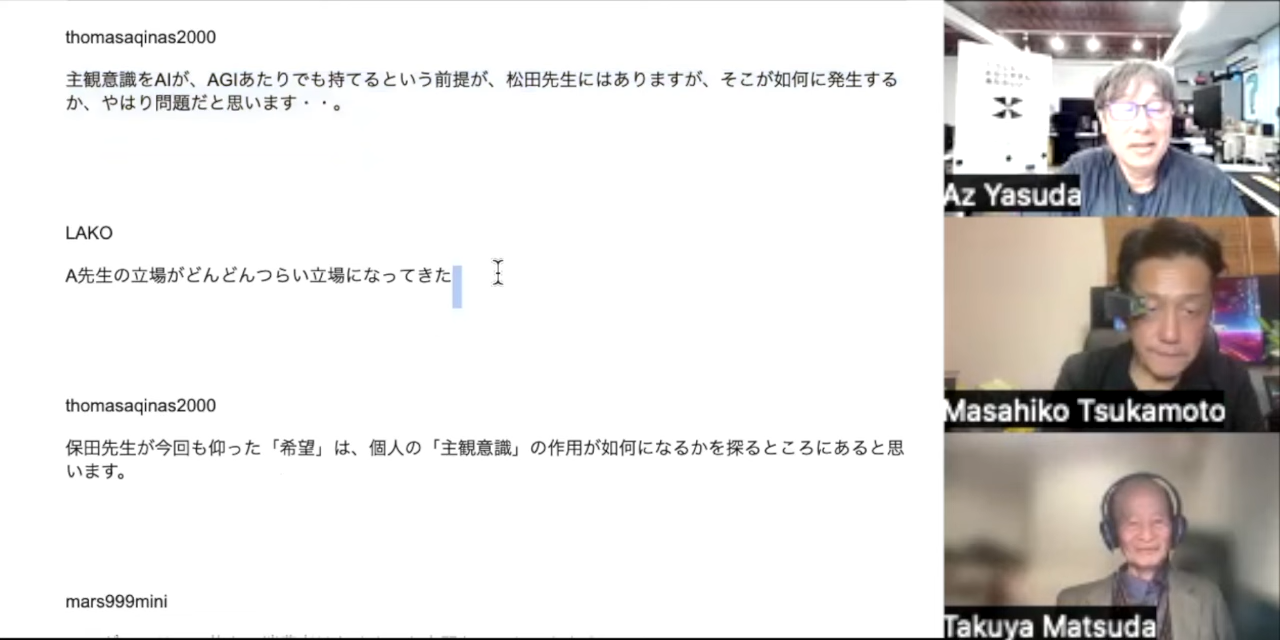 thomasaqinas2000
主観意識をAIが、AGIあたりでも持てるという前提が、松田先生にはありますが、そこが如何に発生する
か、やはり問題だと思います・・。
LAKO
A先生の立場がどんどんつらい立場になってきた
thomasaqinas2000
保田先生が今回も仰った「希望」は、個人の「主観意識」の作用が如何になるかを探るところにあると思
います。
mars999mini
Az Yasuda
Masahiko Tsukamoto
Takuya Matsuda